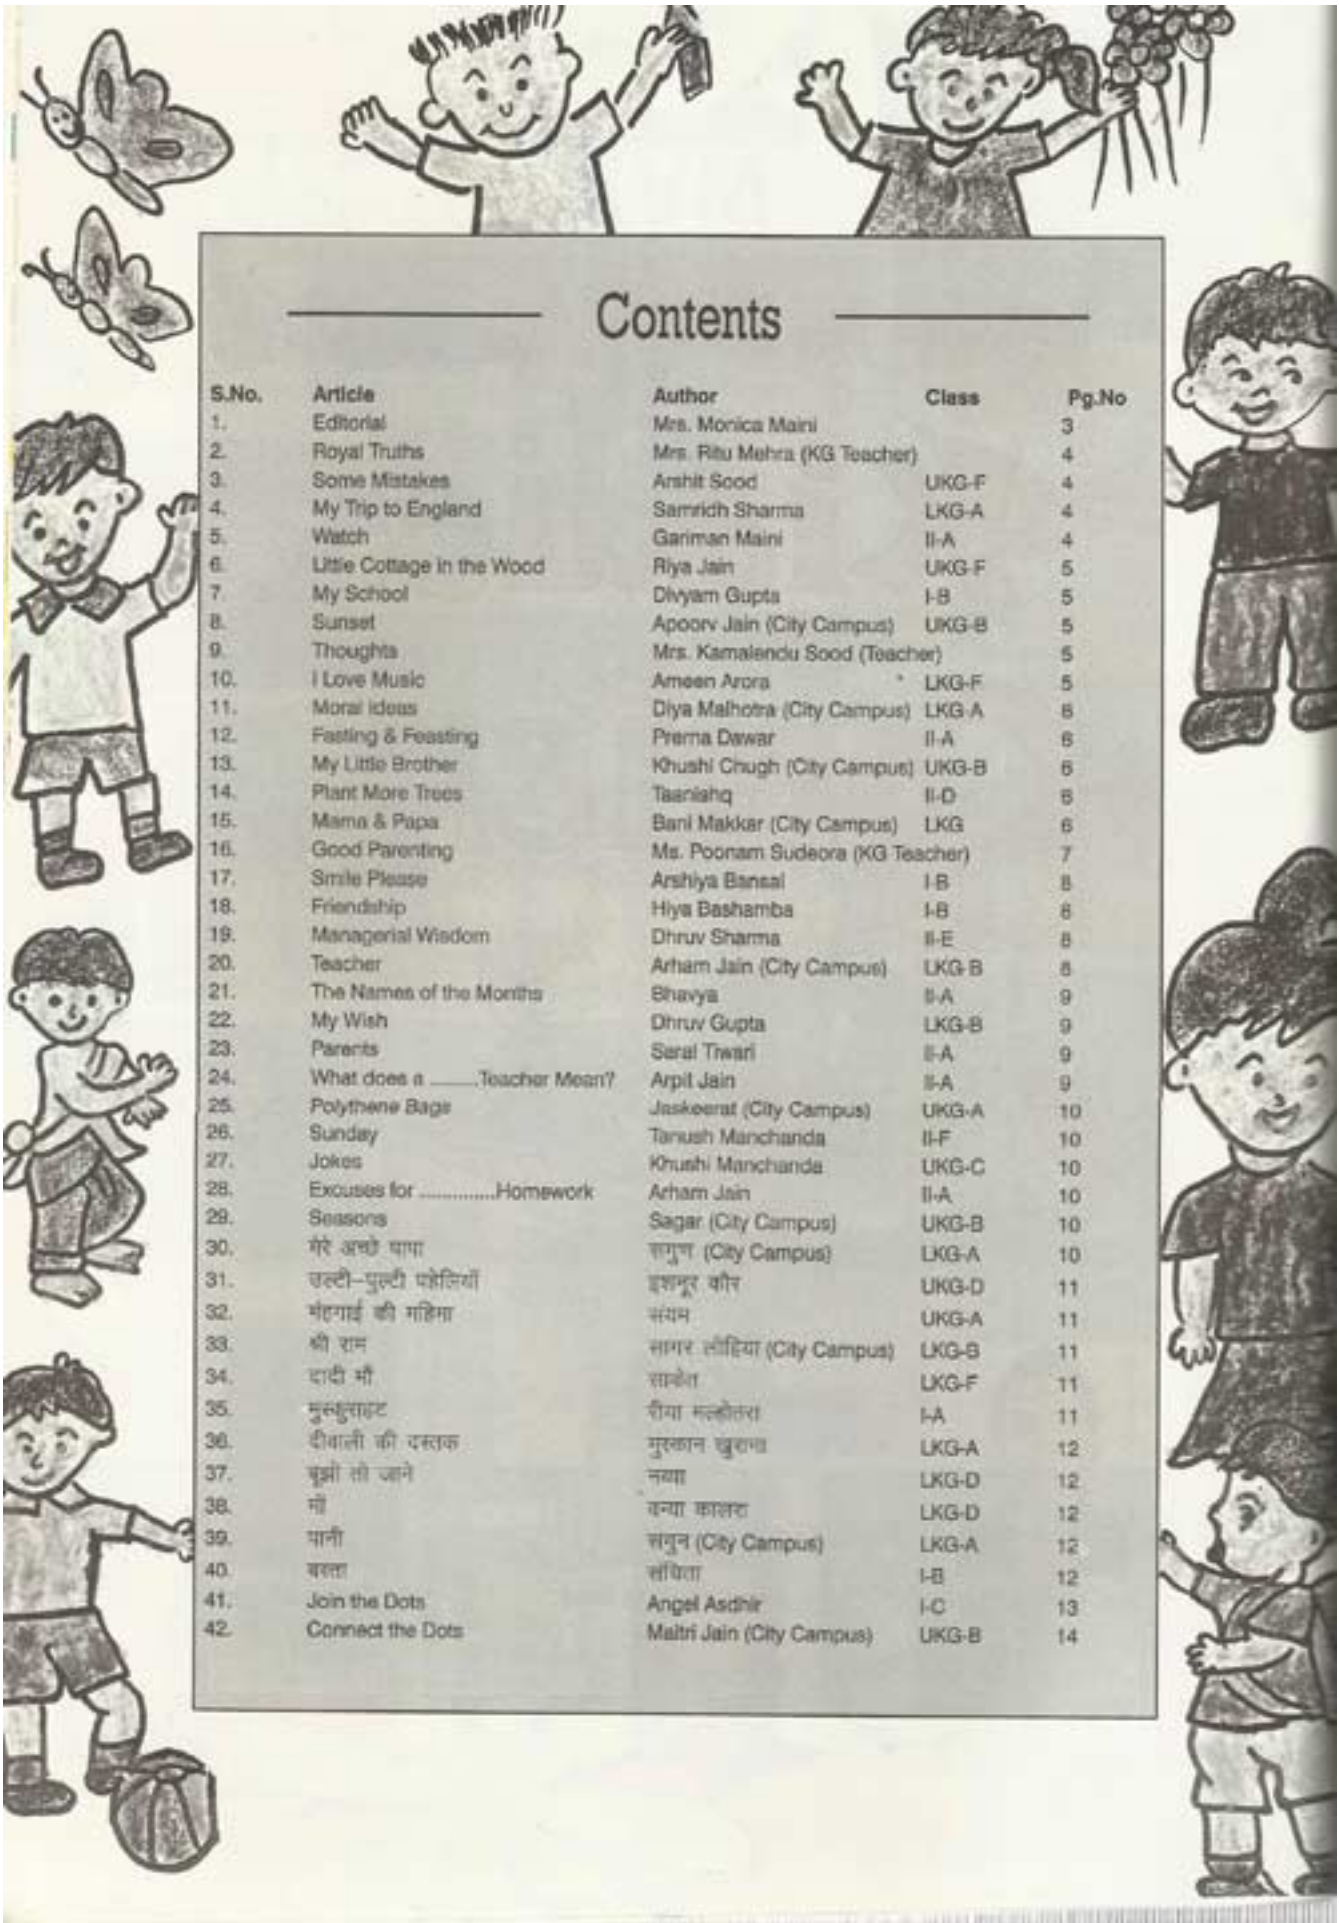 Contents
S.No. Article Author Class Pg.No
1. Editorial Mrs. Monica Maini 3
2. Royal Truths Mrs. Ritu Mehra (KG Teacher) 4
3. Some Mistakes Arshit Sood UKG-F 4
4. My Trip to England Samridh Sharma LKG-A 4
5. Watch Gariman Maini II-A 4
6. Little Cottage in the Wood Riya Jain UKG-F 5
7. My School Divyam Gupta I-B 5
8. Sunset Apoorv Jain (City Campus) UKG-B 5
9. Thoughts Mrs. Kamalendu Sood (Teacher) 5
10. I Love Music Ameen Arora LKG-F 5
11. Moral Ideas Diya Malhotra (City Campus) LKG-A 6
12. Fasting & Feasting Prerna Dawar II-A 6
13. My Little Brother Khushi Chugh (City Campus) UKG-B 6
14. Plant More Trees Taanishq II-D 6
15. Mama & Papa Bani Makkar (City Campus) LKG 6
16. Good Parenting Ms. Poonam Sudeora (KG Teacher) 7
17. Smile Please Arshiya Bansal I-B 8
18. Friendship Hiya Bashamba I-B 8
19. Managerial Wisdom Dhruv Sharma II-E 8
20. Teacher Arham Jain (City Campus) LKG-B 8
21. The Names of the Months Bhavya II-A 9
22. My Wish Dhruv Gupta LKG-B 9
23. Parents Saral Tiwari II-A 9
24. What does a .........Teacher Mean? Arpit Jain II-A 9
25. Polythene Bags Jaskeerat (City Campus) UKG-A 10
26. Sunday Tanush Manchanda II-F 10
27. Jokes Khushi Manchanda UKG-C 10
28. Excuses for ..............Homework Arham Jain II-A 10
29. Seasons Sagar (City Campus) UKG-B 10
30. मेरे अच्छे पापा सगुण (City Campus) LKG-A 10
31. उल्टी-पुल्टी पहेलियाँ इशनूर कौर UKG-D 11
32. मंहगाई की महिमा संयम UKG-A 11
33. श्री राम सागर लोहिया (City Campus) LKG-B 11
34. दादी माँ साकेत LKG-F 11
35. मुस्कुराहट रीया मल्होतरा I-A 11
36. दीवाली की दस्तक मुस्कान खुराना LKG-A 12
37. बूझो तो जाने नव्या LKG-D 12
38. माँ वन्या कालरा LKG-D 12
39. पानी सगुन (City Campus) LKG-A 12
40. बस्ता संचिता I-B 12
41. Join the Dots Angel Asdhir I-C 13
42. Connect the Dots Maitri Jain (City Campus) UKG-B 14